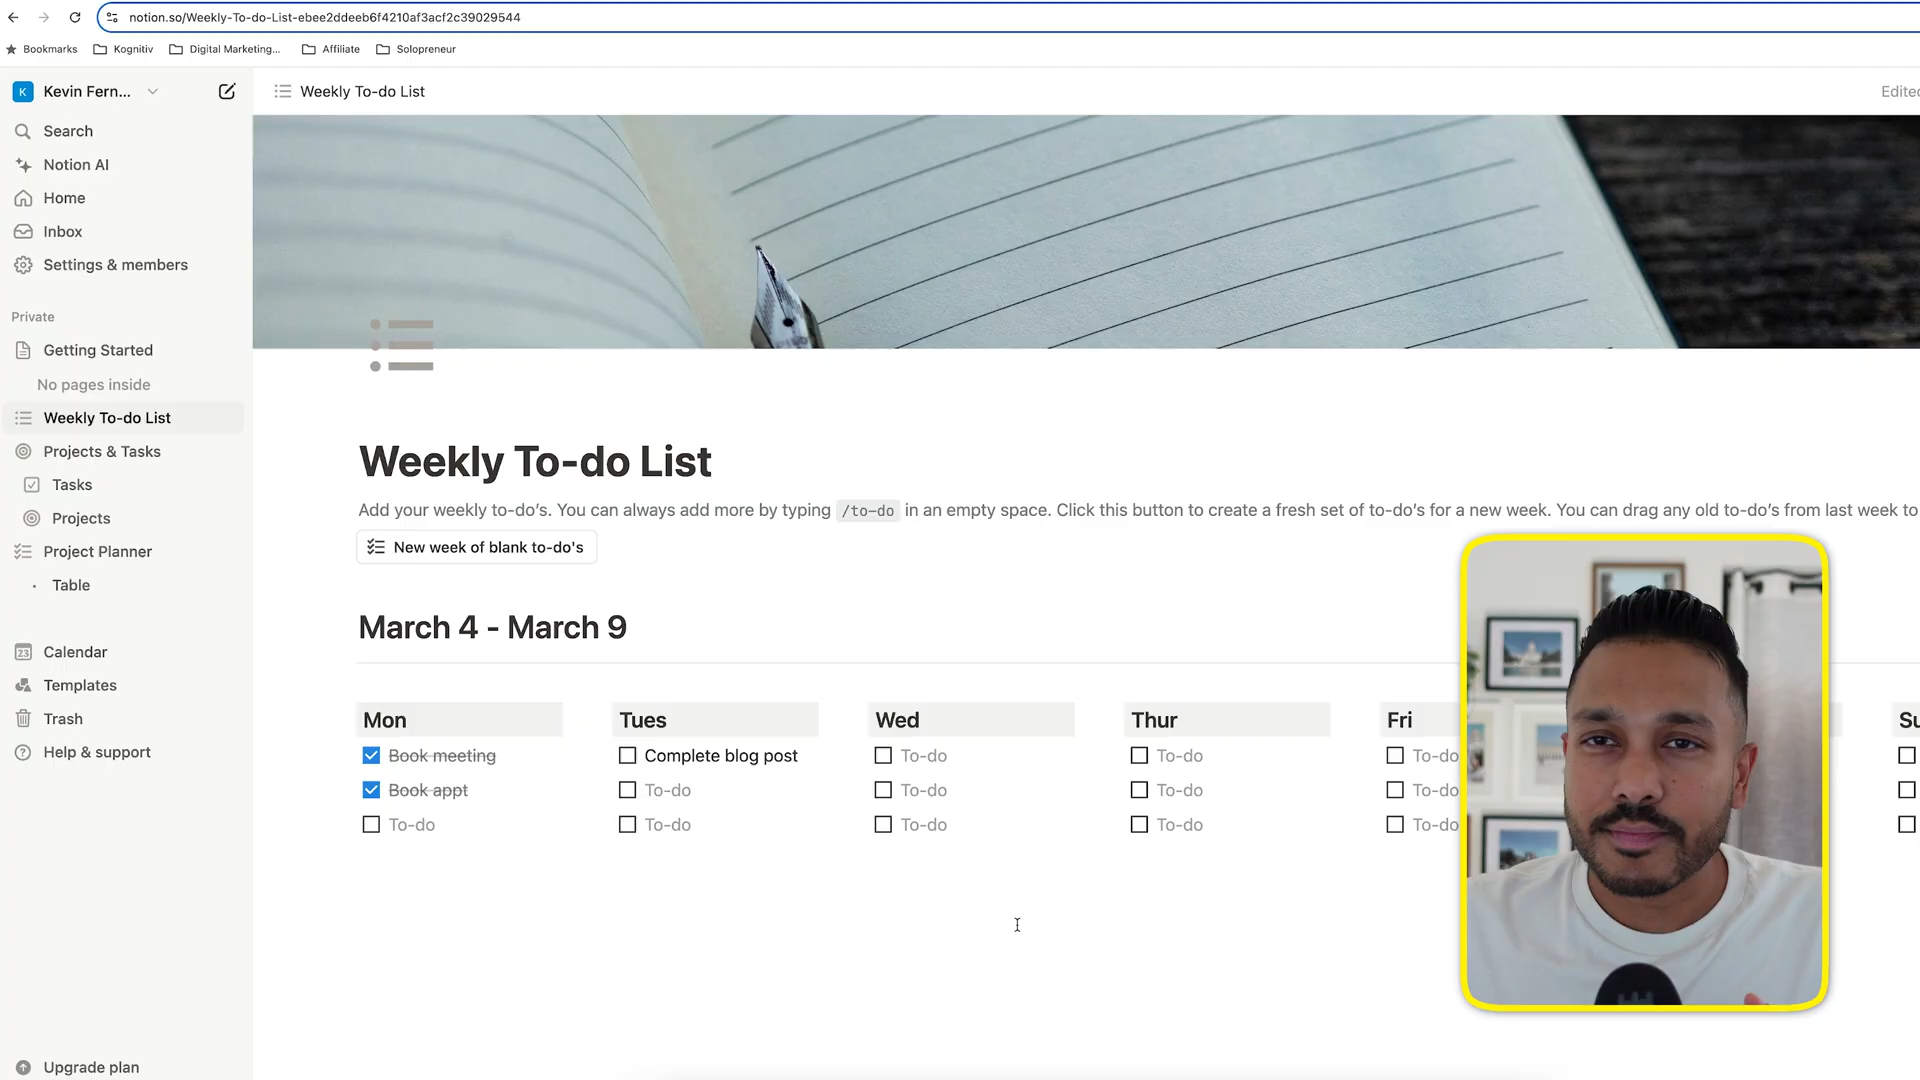 notion.so/Weekly-To-do-List-ebee2ddeeb6f4210af3acf2c39029544
Bookmarks Kognitiv Digital Marketing... Affiliate Solopreneur
K Kevin Fern...
Weekly To-do List
Edited
Search
Notion AI
Home
Inbox
Settings & members
Private
Getting Started
No pages inside
Weekly To-do List
Projects & Tasks
Tasks
Projects
Project Planner
Table
23 Calendar
Templates
Trash
Help & support
Upgrade plan
Weekly To-do List
Add your weekly to-do’s. You can always add more by typing /to-do in an empty space. Click this button to create a fresh set of to-do’s for a new week. You can drag any old to-do’s from last week to
New week of blank to-do's
March 4 - March 9
Mon Tues Wed Thur Fri Su
Book meeting Complete blog post To-do To-do To-do
Book appt To-do To-do To-do To-do
To-do To-do To-do To-do To-do